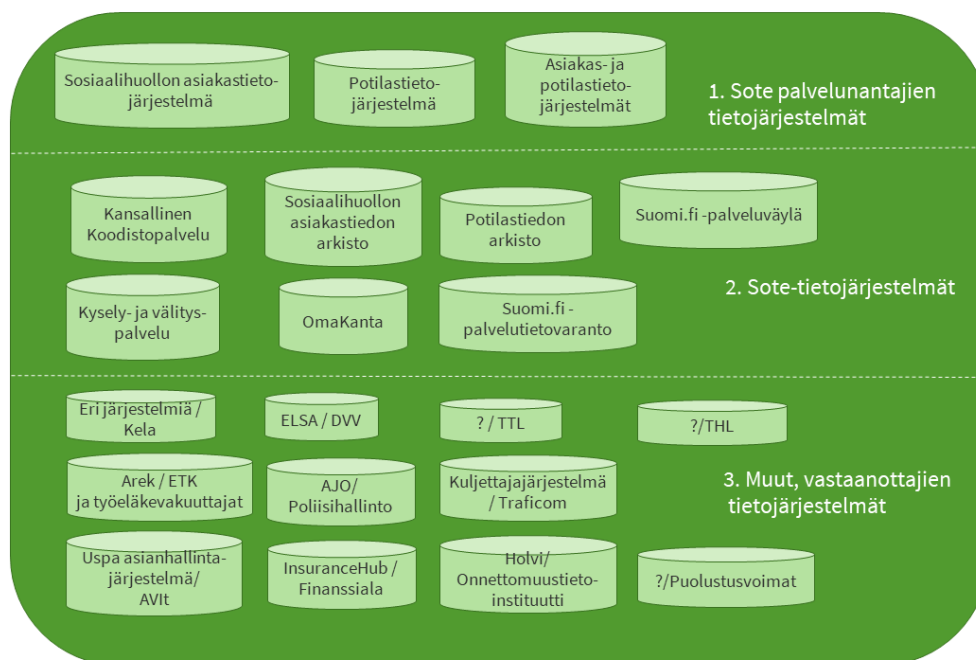 Sosiaalihuollon asiakastieto-
järjestelmä
Potilastieto-
järjestelmä
Asiakas- ja
potilastieto-
järjestelmät
1. Sote palvelunantajien
tietojärjestelmät
Kansallinen
Koodistopalvelu
Sosiaalihuollon
asiakastiedon
arkisto
Potilastiedon
arkisto
Suomi.fi -palveluväylä
Kysely- ja välitys-
palvelu
OmaKanta
Suomi.fi -
palvelutietovaranto
2. Sote-tietojärjestelmät
Eri järjestelmiä /
Kela
ELSA / DVV
? / TTL
?/THL
Arek / ETK
ja työeläkevakuuttajat
AJO/
Poliisihallinto
Kuljettajajärjestelmä
/ Traficom
3. Muut, vastaanottajien
tietojärjestelmät
Uspa asianhallinta-
järjestelmä/
AVIt
InsuranceHub /
Finanssiala
Holvi/
Onnettomuustieto-
instituutti
?/Puolustusvoimat